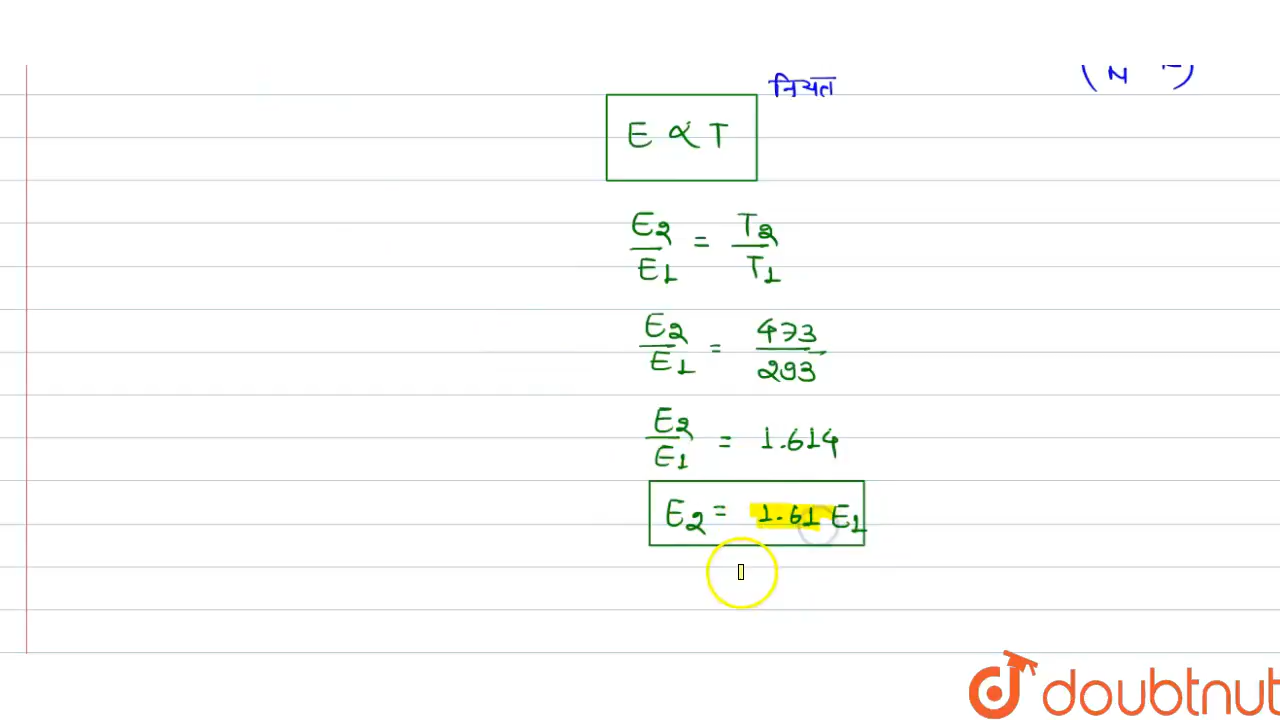 नियत
E ∝ T
E2/E1 = T2/T1
E2/E1 = 473/293
E2/E1 = 1.614
E2 = 1.61 E1
doubtnut